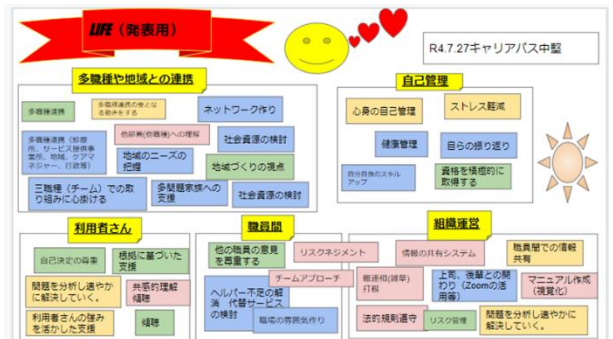 LIFE（発表用）
R4.7.27キャリアパス中堅
多職種や地域との連携
多職種連携
多職種連携の要とな
る動きをする
ネットワーク作り
他部署(他職種)への理解
社会資源の検討
多職種連携（診療
所、サービス提供事
業所、地域、ケアマ
ネジャー、行政等）
地域のニーズの
把握
地域づくりの視点
三職種（チーム）での取
り組みに心掛ける
多問題家族への
支援
社会資源の検討
自己管理
心身の自己管理
ストレス軽減
健康管理
自らの振り返り
自分自身のスキル
アップ
資格を積極的に
取得する
利用者さん
自己決定の尊重
根拠に基づいた
支援
問題を分析し速やか
に解決していく。
共感的理解
傾聴
利用者さんの強み
を活かした支援
傾聴
職員間
他の職員の意見
を尊重する
リスクネジメント
チームアプローチ
ヘルパー不足の解
消　代替サービス
の検討
職場の雰囲気作り
組織運営
情報の共有システム
職員間での情報
共有
報連相(雑草)
打板
上司、後輩との関
わり（Zoomの活
用等）
マニュアル作成
（視覚化）
法的規則遵守
リスク管理
問題を分析し速やかに
解決していく。